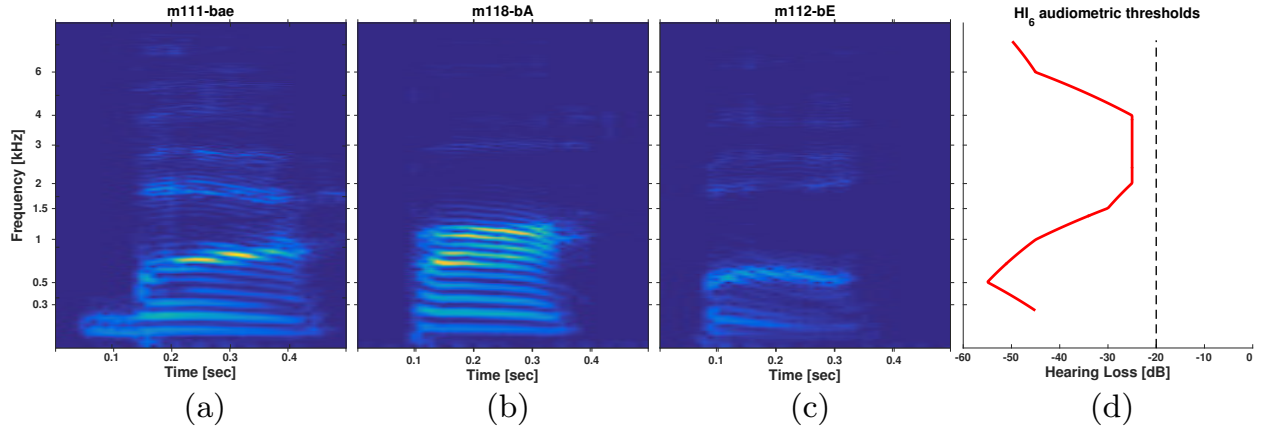 m111-bae
m118-bA
m112-bE
HI6 audiometric thresholds
Frequency [kHz]
6
4
3
2
1.5
1
0.5
0.3
0.1 0.2 0.3 0.4
0.1 0.2 0.3 0.4
0.1 0.2 0.3 0.4
-60 -50 -40 -30 -20 -10 0
Time [sec]
Time [sec]
Time [sec]
Hearing Loss [dB]
(a)
(b)
(c)
(d)